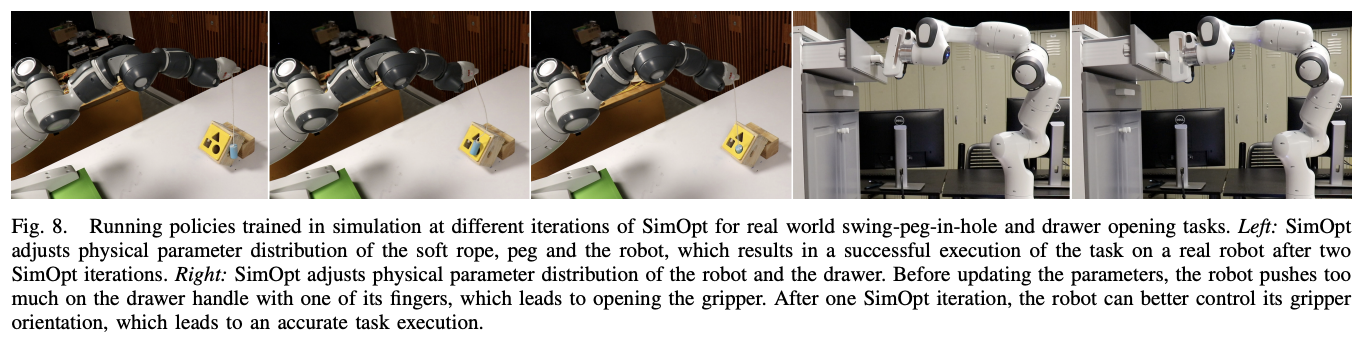 Fig. 8. Running policies trained in simulation at different iterations of SimOpt for real world swing-peg-in-hole and drawer opening tasks. Left: SimOpt
adjusts physical parameter distribution of the soft rope, peg and the robot, which results in a successful execution of the task on a real robot after two
SimOpt iterations. Right: SimOpt adjusts physical parameter distribution of the robot and the drawer. Before updating the parameters, the robot pushes too
much on the drawer handle with one of its fingers, which leads to opening the gripper. After one SimOpt iteration, the robot can better control its gripper
orientation, which leads to an accurate task execution.